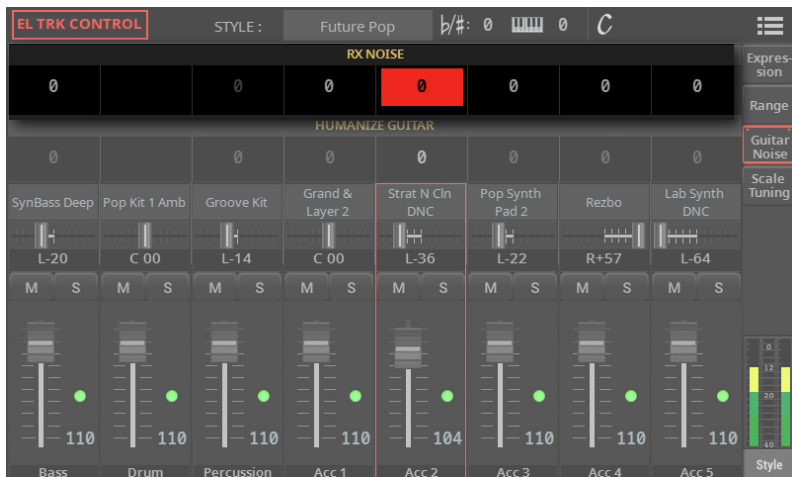 EL TRK CONTROL STYLE : Future Pop ♭/#: 0 0 C
RX NOISE
0 0 0 0 0 0 0
HUMANIZE GUITAR
0 0 0 0 0 0 0
SynBass Deep Pop Kit 1 Amb Groove Kit Grand & Layer 2 Strat N Cln DNC Pop Synth Pad 2 Rezbo Lab Synth DNC
L-20 C 00 L-14 C 00 L-36 L-22 R+57 L-64
M S M S M S M S M S M S M S M S
110 110 110 110 104 110 110 110
Bass Drum Percussion Acc 1 Acc 2 Acc 3 Acc 4 Acc 5
Expres-
sion
Range
Guitar
Noise
Scale
Tuning
0
12
20
40
Style